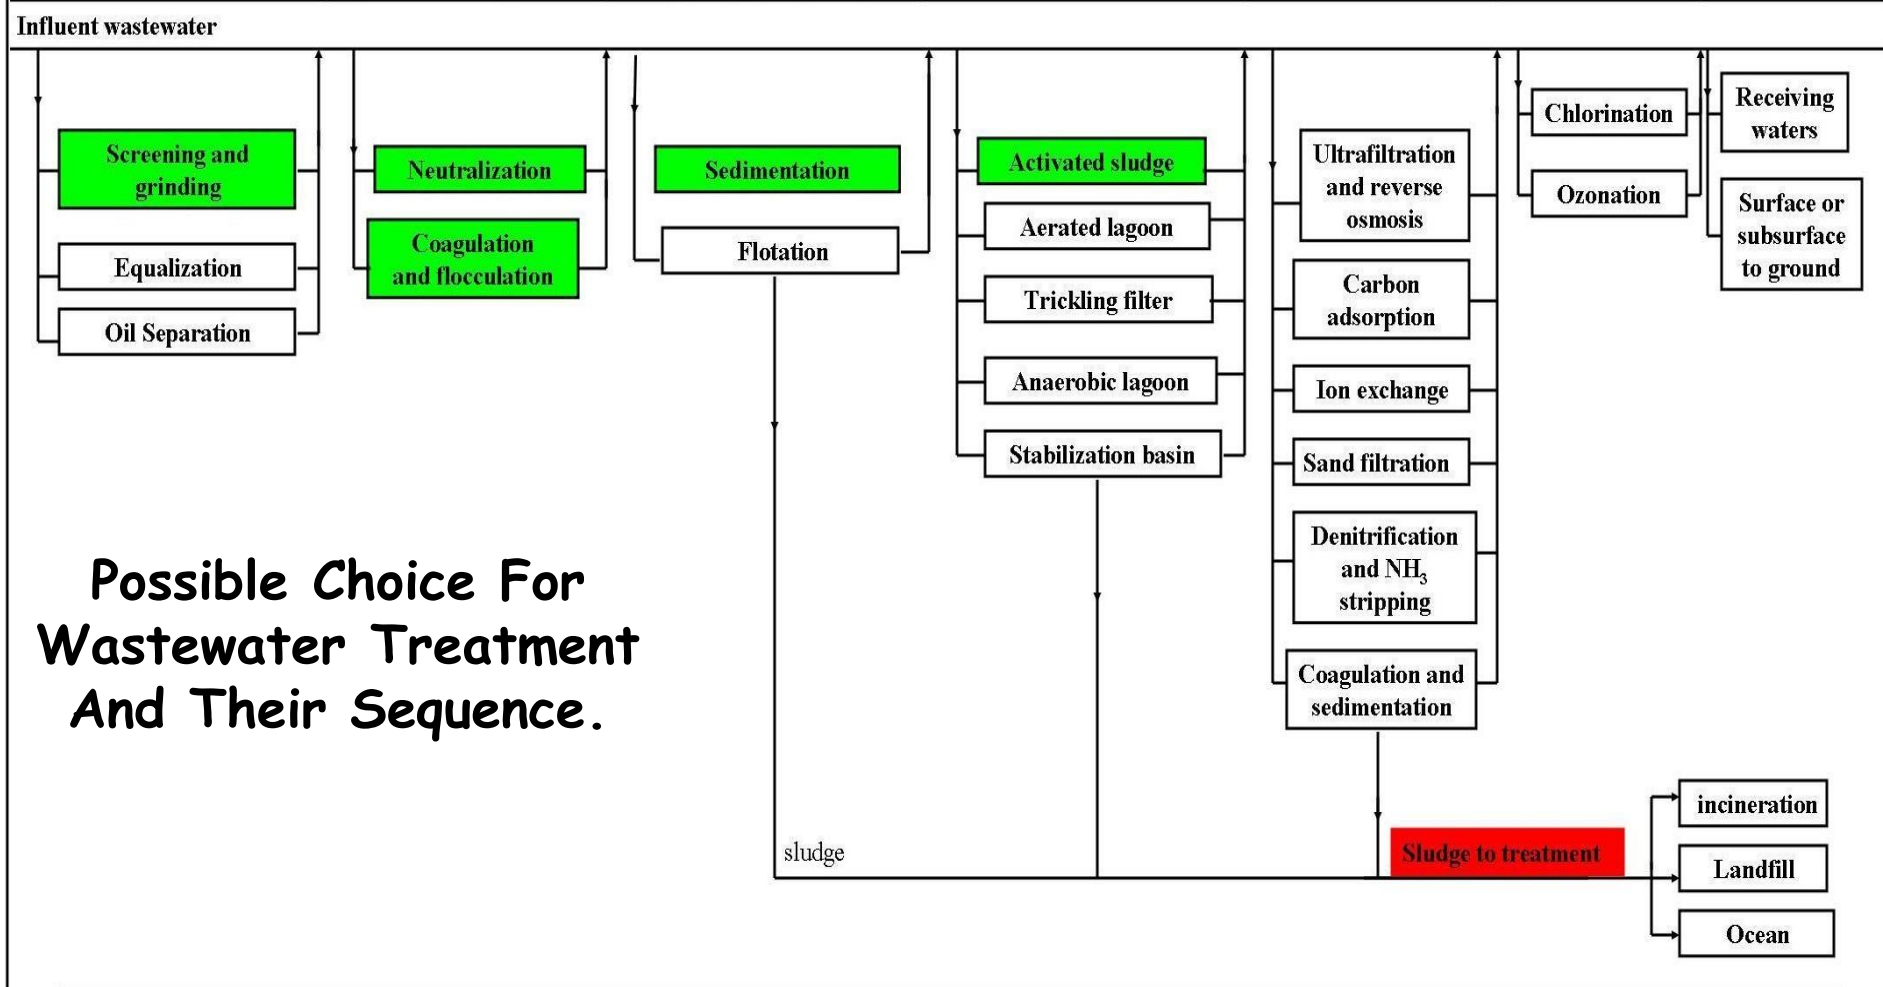 Influent wastewater
Screening and
grinding
Equalization
Oil Separation
Neutralization
Coagulation
and flocculation
Sedimentation
Flotation
Activated sludge
Aerated lagoon
Trickling filter
Anaerobic lagoon
Stabilization basin
Ultrafiltration
and reverse
osmosis
Carbon
adsorption
Ion exchange
Sand filtration
Denitrification
and NH₃
stripping
Coagulation and
sedimentation
Chlorination
Ozonation
Receiving
waters
Surface or
subsurface
to ground
Possible Choice For
Wastewater Treatment
And Their Sequence.
sludge
Sludge to treatment
incineration
Landfill
Ocean